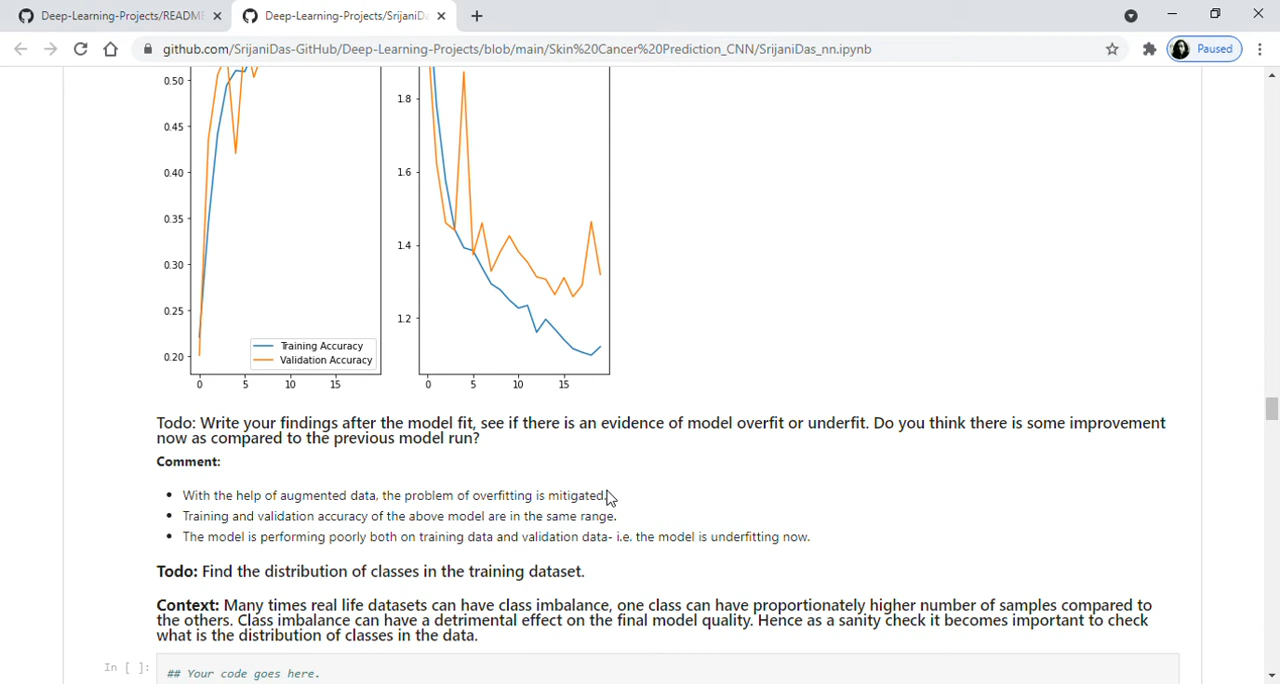 Deep-Learning-Projects/README
Deep-Learning-Projects/SrijaniDa
github.com/SrijaniDas-GitHub/Deep-Learning-Projects/blob/main/Skin%20Cancer%20Prediction_CNN/SrijaniDas_nn.ipynb
Paused
0.50
0.45
0.40
0.35
0.30
0.25
0.20
Training Accuracy
Validation Accuracy
0 5 10 15
1.8
1.6
1.4
1.2
0 5 10 15
Todo: Write your findings after the model fit, see if there is an evidence of model overfit or underfit. Do you think there is some improvement
now as compared to the previous model run?
Comment:
• With the help of augmented data, the problem of overfitting is mitigated.
• Training and validation accuracy of the above model are in the same range.
• The model is performing poorly both on training data and validation data- i.e. the model is underfitting now.
Todo: Find the distribution of classes in the training dataset.
Context: Many times real life datasets can have class imbalance, one class can have proportionately higher number of samples compared to
the others. Class imbalance can have a detrimental effect on the final model quality. Hence as a sanity check it becomes important to check
what is the distribution of classes in the data.
In [ ]:
## Your code goes here.